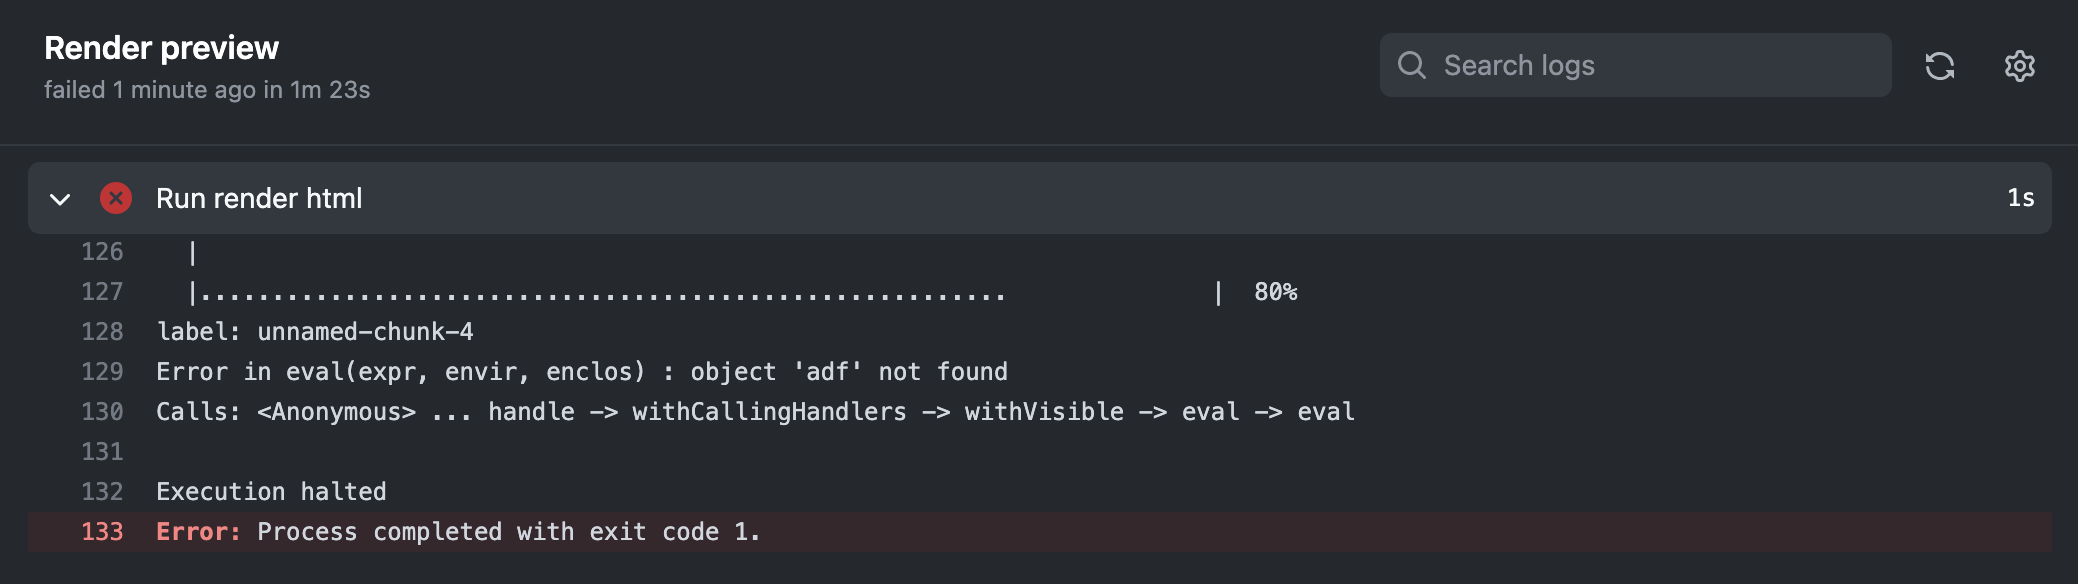 Render preview
failed 1 minute ago in 1m 23s
Search logs
Run render html 1s
126 |
127 |........................................................ | 80%
128 label: unnamed-chunk-4
129 Error in eval(expr, envir, enclos) : object 'adf' not found
130 Calls: <Anonymous> ... handle -> withCallingHandlers -> withVisible -> eval -> eval
131
132 Execution halted
133 Error: Process completed with exit code 1.